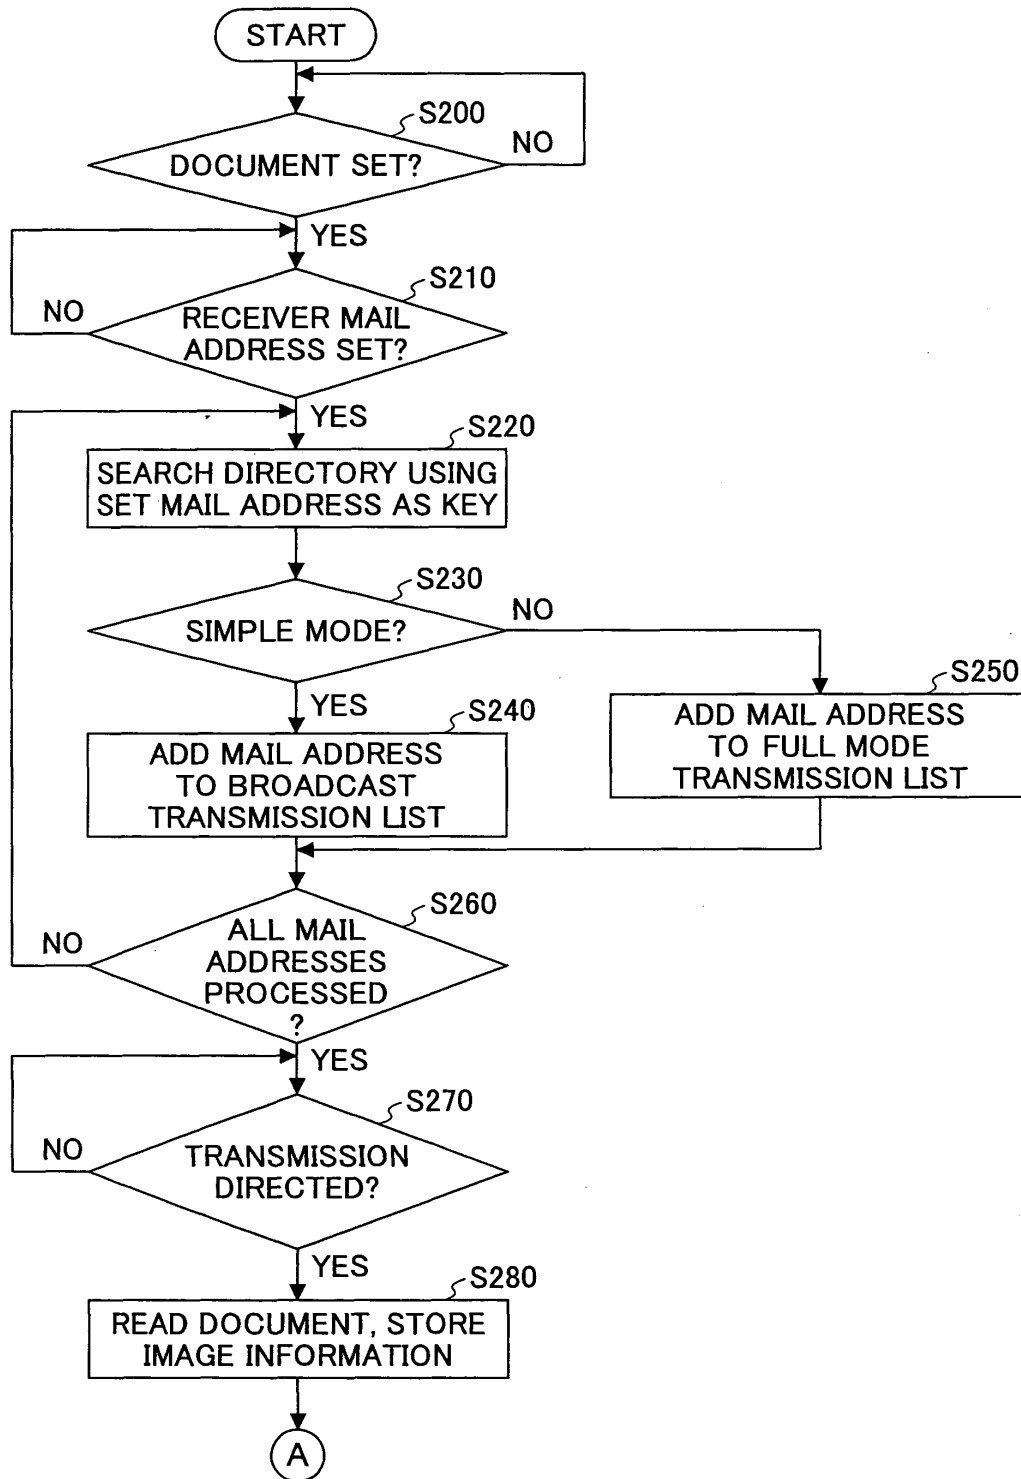 START
S200
NO
DOCUMENT SET?
YES
S210
NO
RECEIVER MAIL
ADDRESS SET?
YES
S220
SEARCH DIRECTORY USING
SET MAIL ADDRESS AS KEY
S230
NO
SIMPLE MODE?
YES
S240
ADD MAIL ADDRESS
TO BROADCAST
TRANSMISSION LIST
S250
ADD MAIL ADDRESS
TO FULL MODE
TRANSMISSION LIST
S260
NO
ALL MAIL
ADDRESSES
PROCESSED
?
YES
S270
NO
TRANSMISSION
DIRECTED?
YES
S280
READ DOCUMENT, STORE
IMAGE INFORMATION
A